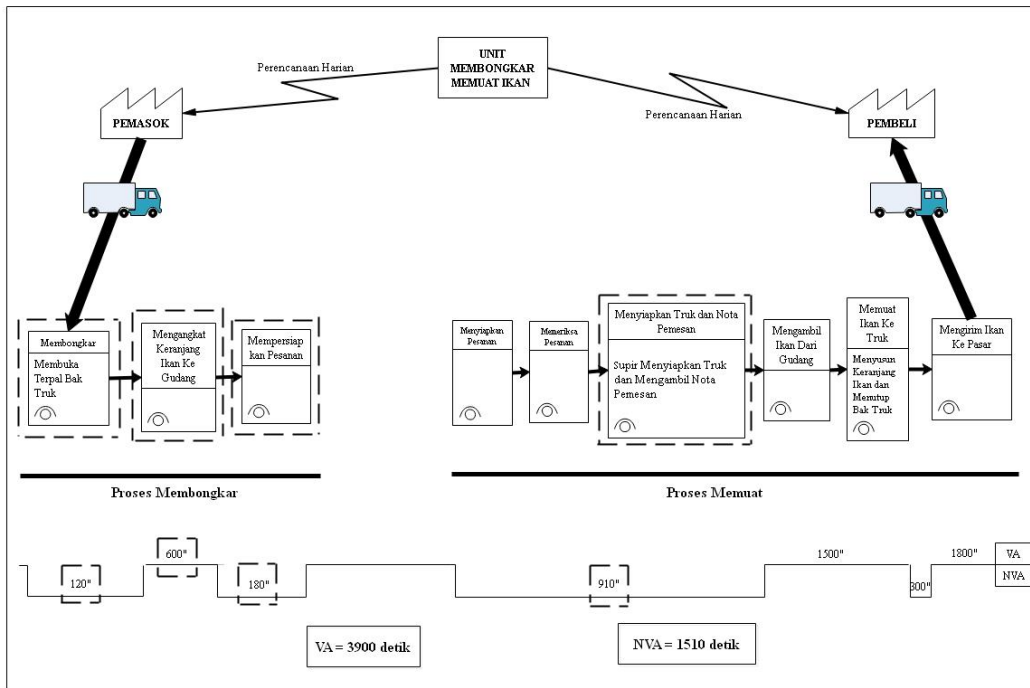 UNIT
MEMBONGKAR
MEMUAT IKAN
Perencanaan Harian
Perencanaan Harian
PEMASOK
PEMBELI
Membongkar
Membuka
Terpal Bak
Truk
Mengangkat
Keranjang
Ikan Ke
Gudang
Mempersiap
kan Pesanan
Menyiapkan
Pesanan
Memeriksa
Pesanan
Menyiapkan Truk dan Nota
Pemesan
Supir Menyiapkan Truk
dan Mengambil Nota
Pemesan
Mengambil
Ikan Dari
Gudang
Memuat
Ikan Ke
Truk
Menyusun
Keranjang
Ikan dan
Menutup
Bak Truk
Mengirim Ikan
Ke Pasar
Proses Membongkar
Proses Memuat
120"
600"
180"
910"
1500"
300"
1800"
VA
NVA
VA = 3900 detik
NVA = 1510 detik